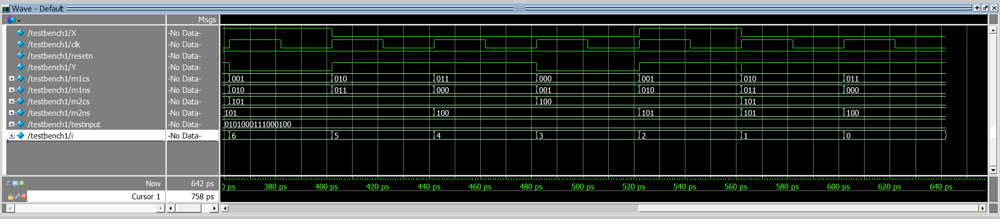 Wave - Default
Msgs
/testbench1/X -No Data-
/testbench1/clk -No Data-
/testbench1/resetn -No Data-
/testbench1/Y -No Data-
/testbench1/m1cs -No Data- 001 010 011 000 001 010 011
/testbench1/m1ns -No Data- 010 011 000 001 010 011 000
/testbench1/m2cs -No Data- 101 100 101
/testbench1/m2ns -No Data- 101 100 101 101 100
/testbench1/testinput -No Data- 0101000111000100
/testbench1/i -No Data- 6 5 4 3 2 1 0
Now 642 ps 0 ps 380 ps 400 ps 420 ps 440 ps 460 ps 480 ps 500 ps 520 ps 540 ps 560 ps 580 ps 600 ps 620 ps 640 ps
Cursor 1 758 ps